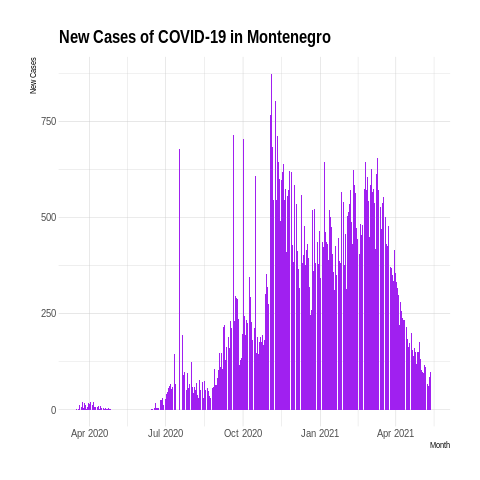 New Cases of COVID-19 in Montenegro
New Cases
750
500
250
0
Apr 2020 Jul 2020 Oct 2020 Jan 2021 Apr 2021
Month